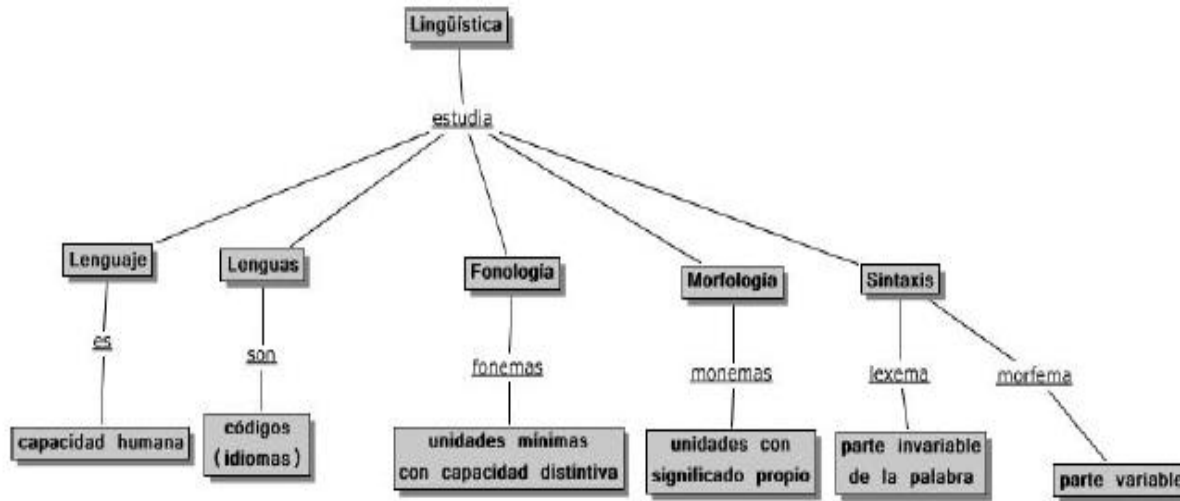 Lingüística
estudia
Lenguaje
Lenguas
Fonología
Morfología
Sintaxis
es
son
fonemas
monemas
lexema
morfema
capacidad humana
códigos
(idiomas)
unidades mínimas
con capacidad distintiva
unidades con
significado propio
parte invariable
de la palabra
parte variable